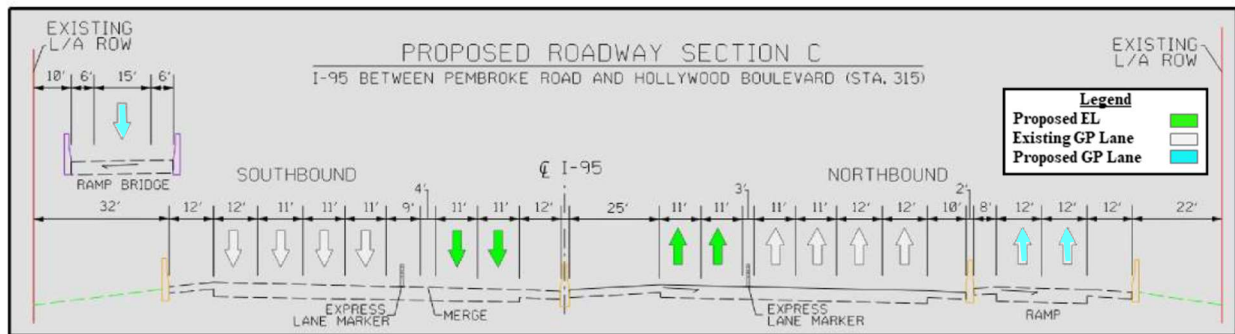 EXISTING
L/A ROW
PROPOSED ROADWAY SECTION C
I-95 BETWEEN PEMBROKE ROAD AND HOLLYWOOD BOULEVARD (STA. 315)
EXISTING
L/A ROW
10' 6' 15' 6'
Legend
Proposed EL
Existing GP Lane
Proposed GP Lane
RAMP BRIDGE
SOUTHBOUND
℄ I-95
NORTHBOUND
4' 3' 2'
32' 12' 12' 11' 11' 11' 9' 11' 11' 12' 25' 11' 11' 11' 11' 12' 12' 10' 8' 12' 12' 12' 22'
EXPRESS
LANE MARKER
MERGE
EXPRESS
LANE MARKER
RAMP